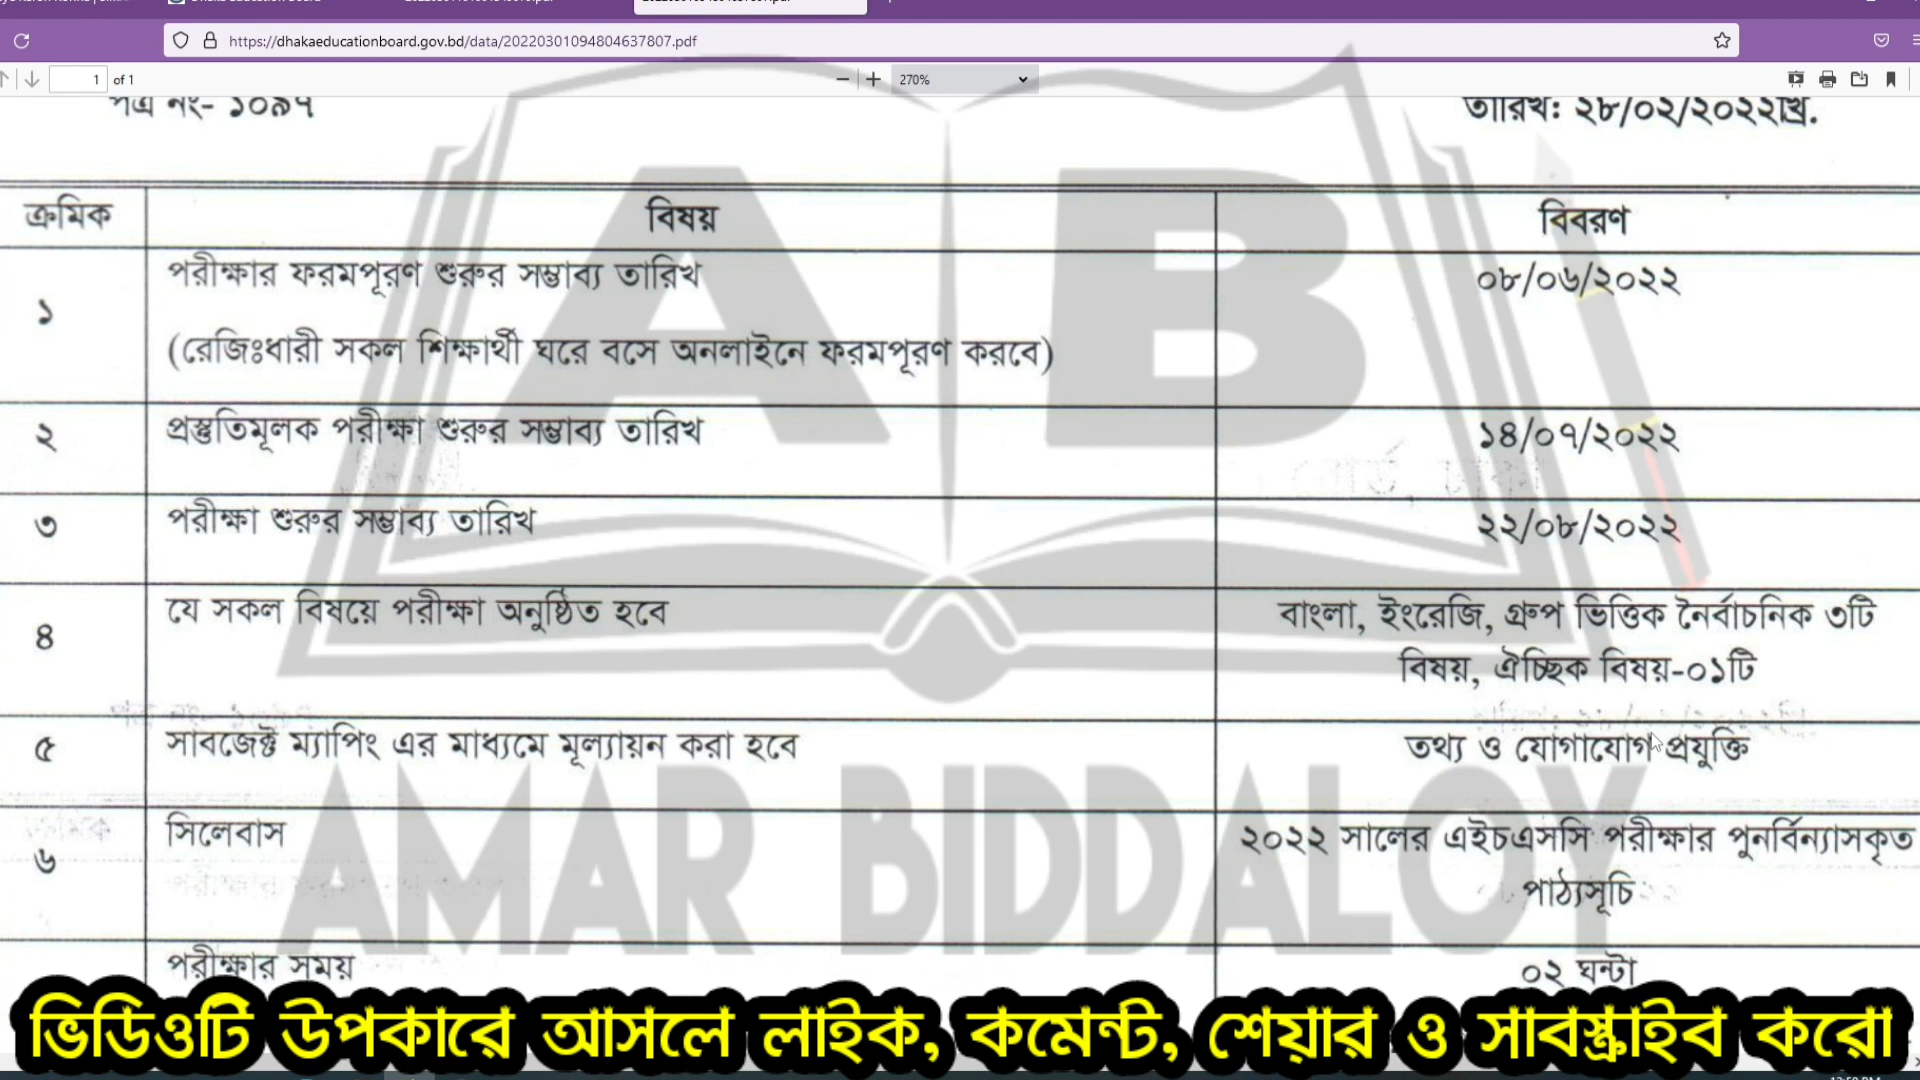 https://dhakaeducationboard.gov.bd/data/20220301094804637807.pdf
1 of 1
270%
পত্র নং- ১০৯৭
তারিখ: ২৮/০২/২০২২খ্রি.
ক্রমিক বিষয় বিবরণ
১ পরীক্ষার ফরমপূরণ শুরুর সম্ভাব্য তারিখ ০৮/০৬/২০২২
(রেজিঃধারী সকল শিক্ষার্থী ঘরে বসে অনলাইনে ফরমপূরণ করবে)
২ প্রস্তুতিমূলক পরীক্ষা শুরুর সম্ভাব্য তারিখ ১৪/০৭/২০২২
৩ পরীক্ষা শুরুর সম্ভাব্য তারিখ ২২/০৮/২০২২
৪ যে সকল বিষয়ে পরীক্ষা অনুষ্ঠিত হবে বাংলা, ইংরেজি, গ্রুপ ভিত্তিক নৈর্বাচনিক ৩টি
বিষয়, ঐচ্ছিক বিষয়-০১টি
৫ সাবজেক্ট ম্যাপিং এর মাধ্যমে মূল্যায়ন করা হবে তথ্য ও যোগাযোগ প্রযুক্তি
৬ সিলেবাস ২০২২ সালের এইচএসসি পরীক্ষার পুনর্বিন্যাসকৃত
পাঠ্যসূচি
AMAR BIDDALOY
পরীক্ষার সময় ০২ ঘন্টা
ভিডিওটি উপকারে আসলে লাইক, কমেন্ট, শেয়ার ও সাবস্ক্রাইব করো
AB